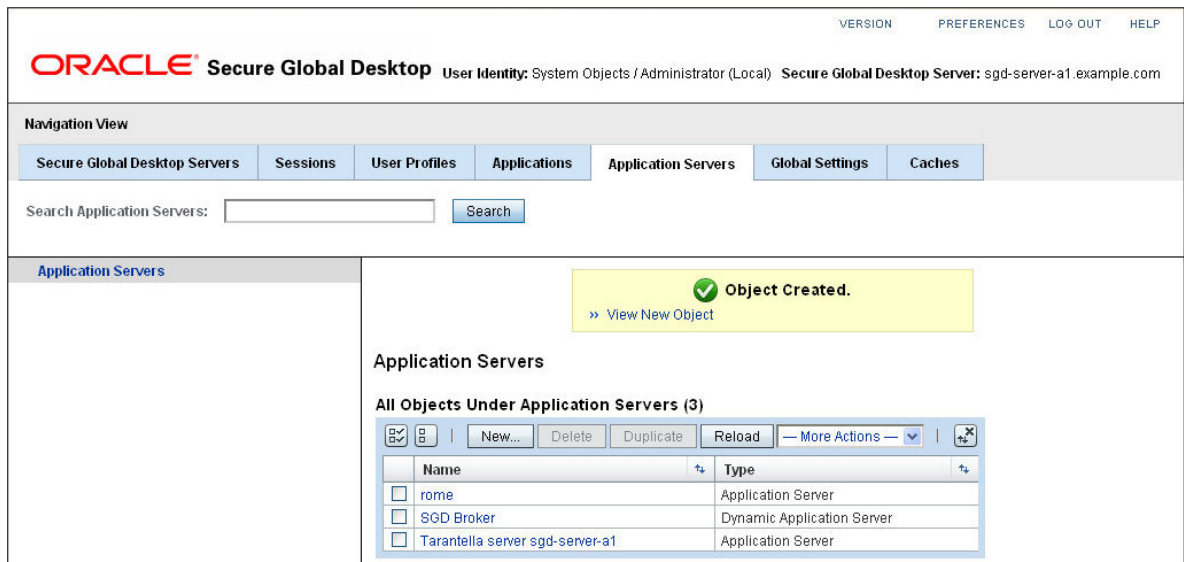 VERSION PREFERENCES LOG OUT HELP
ORACLE Secure Global Desktop User Identity: System Objects / Administrator (Local) Secure Global Desktop Server: sgd-server-a1.example.com
Navigation View
Secure Global Desktop Servers Sessions User Profiles Applications Application Servers Global Settings Caches
Search Application Servers: Search
Application Servers
Object Created.
» View New Object
Application Servers
All Objects Under Application Servers (3)
New... Delete Duplicate Reload — More Actions —
Name Type
rome Application Server
SGD Broker Dynamic Application Server
Tarantella server sgd-server-a1 Application Server